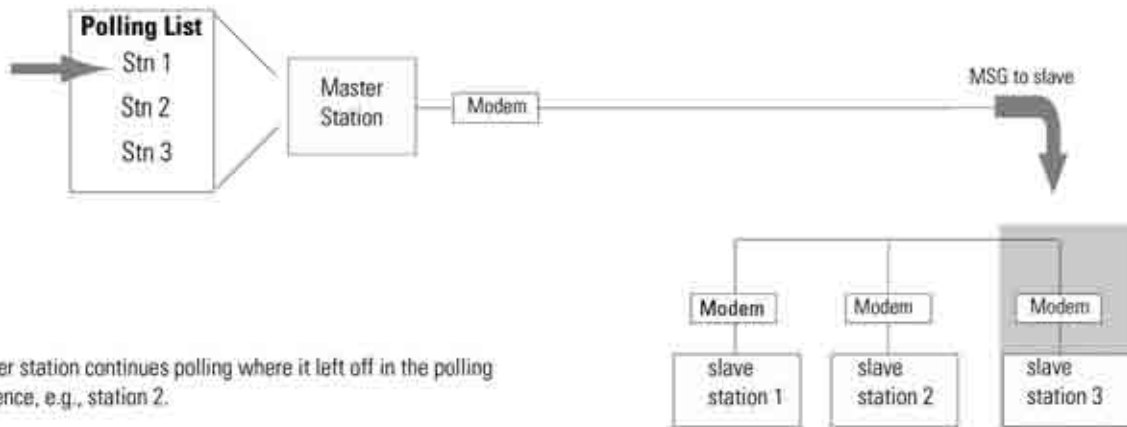 Polling List
Stn 1
Stn 2
Stn 3
Master
Station
Modem
MSG to slave
Modem
Modem
Modem
slave
station 1
slave
station 2
slave
station 3
er station continues polling where it left off in the polling
ence, e.g., station 2.